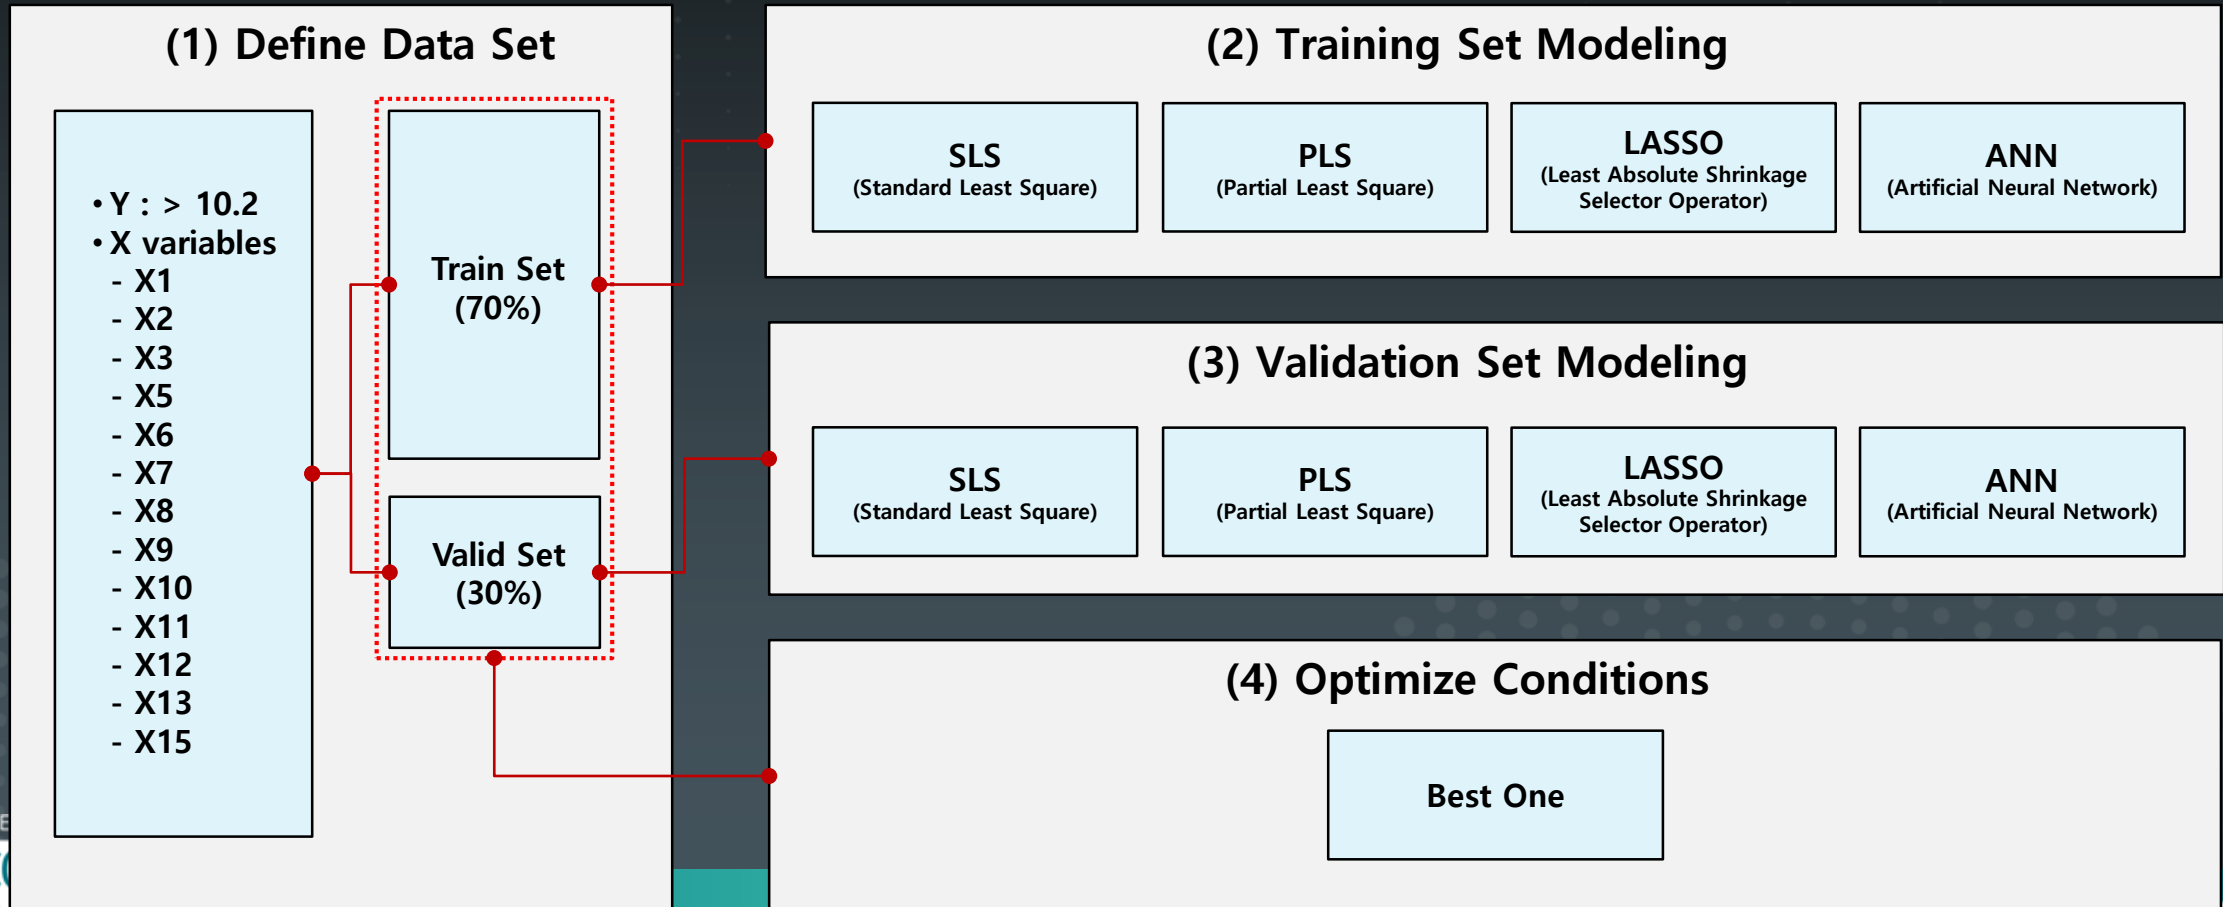 (1) Define Data Set
• Y : > 10.2
• X variables
- X1
- X2
- X3
- X5
- X6
- X7
- X8
- X9
- X10
- X11
- X12
- X13
- X15
Train Set
(70%)
Valid Set
(30%)
(2) Training Set Modeling
SLS
(Standard Least Square)
PLS
(Partial Least Square)
LASSO
(Least Absolute Shrinkage
Selector Operator)
ANN
(Artificial Neural Network)
(3) Validation Set Modeling
SLS
(Standard Least Square)
PLS
(Partial Least Square)
LASSO
(Least Absolute Shrinkage
Selector Operator)
ANN
(Artificial Neural Network)
(4) Optimize Conditions
Best One